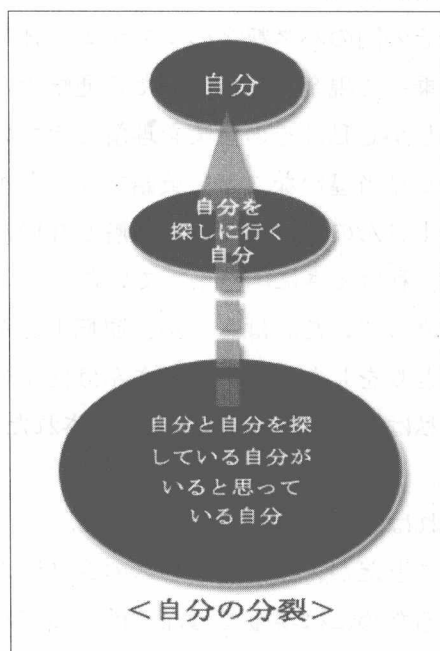 自分
自分を
探しに行く
自分
自分と自分を探
している自分が
いると思って
いる自分
＜自分の分裂＞